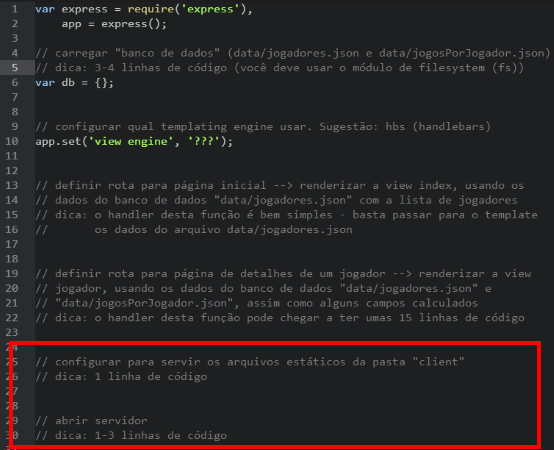 1 var express = require('express'),
2 app = express();
3
4 // carregar "banco de dados" (data/jogadores.json e data/jogosPorJogador.json)
5 // dica: 3-4 linhas de código (você deve usar o módulo de filesystem (fs))
6 var db = {};
7
8
9 // configurar qual templating engine usar. Sugestão: hbs (handlebars)
10 app.set('view engine', '???');
11
12
13 // definir rota para página inicial --> renderizar a view index, usando os
14 // dados do banco de dados "data/jogadores.json" com a lista de jogadores
15 // dica: o handler desta função é bem simples - basta passar para o template
16 // os dados do arquivo data/jogadores.json
17
18
19 // definir rota para página de detalhes de um jogador --> renderizar a view
20 // jogador, usando os dados do banco de dados "data/jogadores.json" e
21 // "data/jogosPorJogador.json", assim como alguns campos calculados
22 // dica: o handler desta função pode chegar a ter umas 15 linhas de código
23
24
25 // configurar para servir os arquivos estáticos da pasta "client"
26 // dica: 1 linha de código
27
28
29 // abrir servidor
30 // dica: 1-3 linhas de código